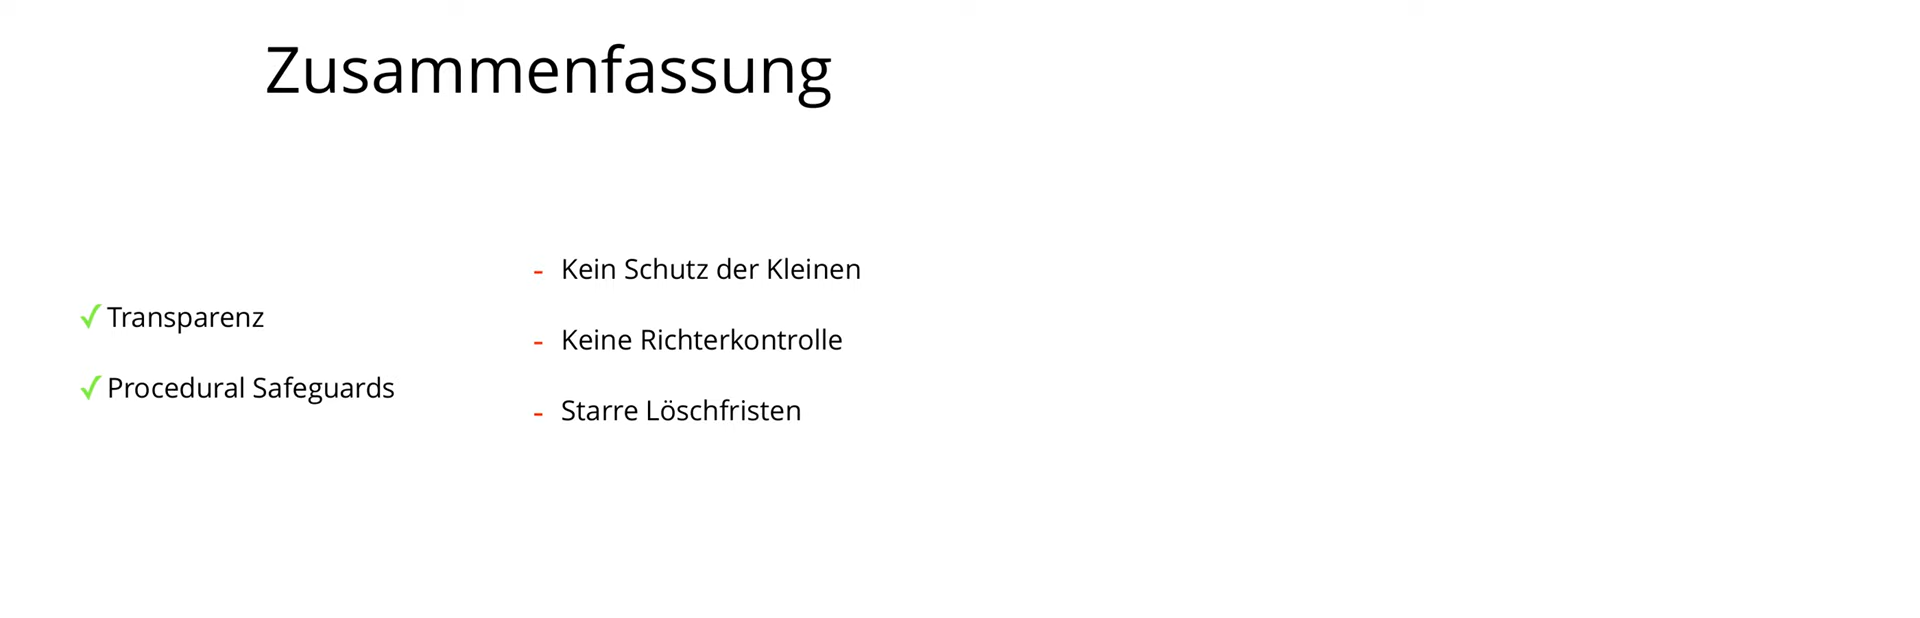 Zusammenfassung
✓ Transparenz
✓ Procedural Safeguards
- Kein Schutz der Kleinen
- Keine Richterkontrolle
- Starre Löschfristen